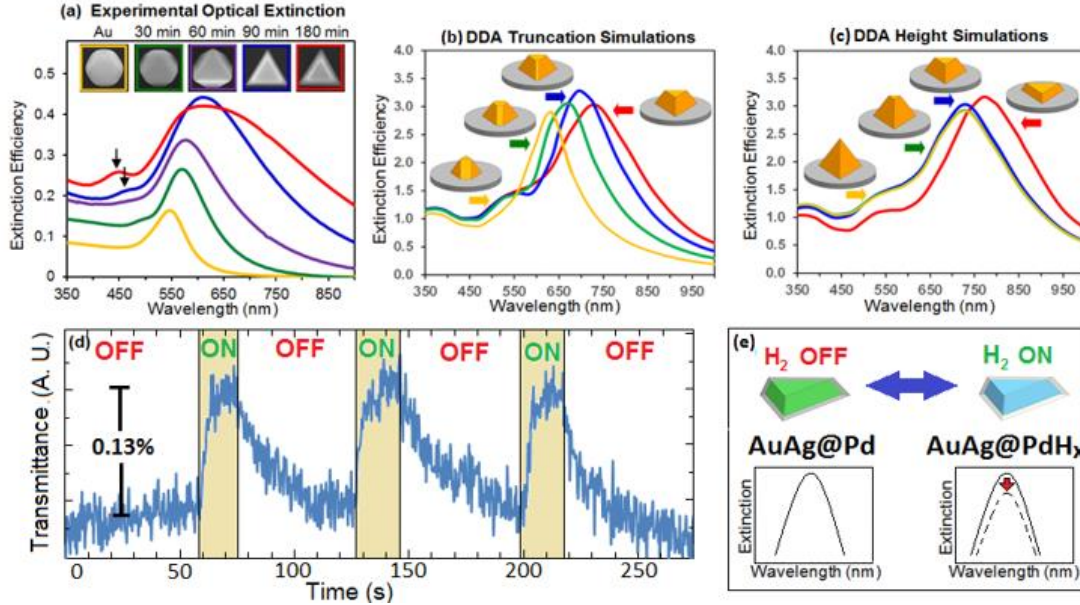 (a) Experimental Optical Extinction
Au 30 min 60 min 90 min 180 min
Extinction Efficiency
0.5
0.4
0.3
0.2
0.1
0
350 450 550 650 750 850
Wavelength (nm)
(b) DDA Truncation Simulations
Extinction Efficiency
4.0
3.5
3.0
2.5
2.0
1.5
1.0
0.5
0.0
350 450 550 650 750 850 950
Wavelength (nm)
(c) DDA Height Simulations
Extinction Efficiency
4.0
3.5
3.0
2.5
2.0
1.5
1.0
0.5
0.0
350 450 550 650 750 850 950
Wavelength (nm)
(d)
OFF ON OFF ON OFF ON OFF
Transmittance (A. U.)
0.13%
0 50 100 150 200 250
Time (s)
(e)
H₂ OFF H₂ ON
AuAg@Pd AuAg@PdHₓ
Extinction Extinction
Wavelength (nm) Wavelength (nm)